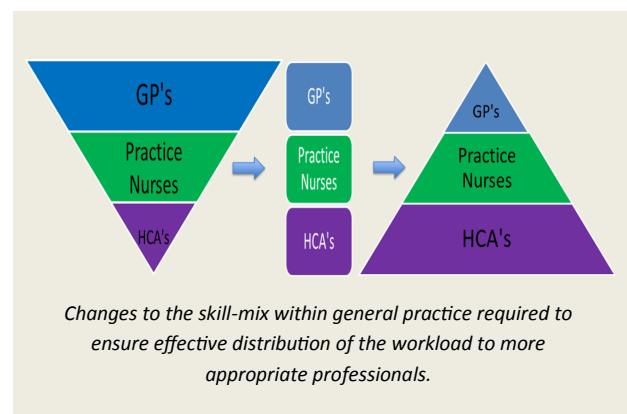 GP's
Practice
Nurses
HCA's
GP's
Practice
Nurses
HCA's
GP's
Practice
Nurses
HCA's
Changes to the skill-mix within general practice required to
ensure effective distribution of the workload to more
appropriate professionals.